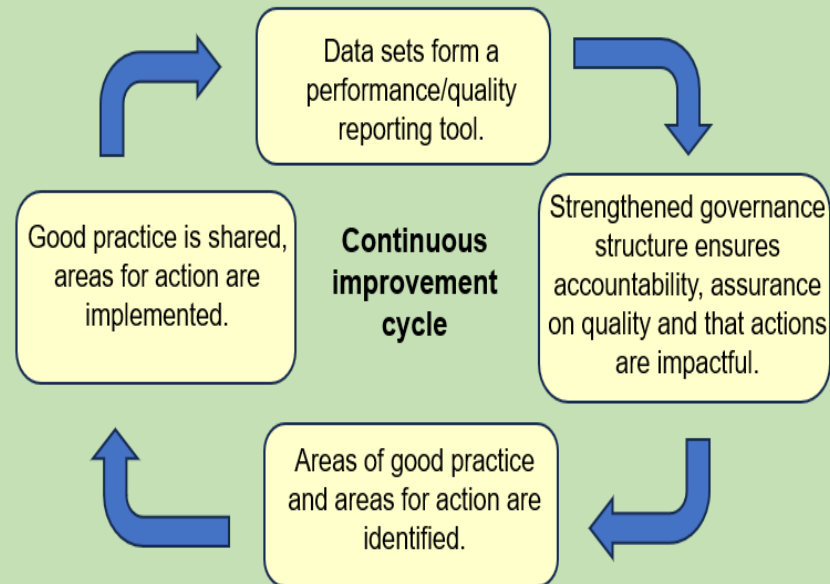 Data sets form a
performance/quality
reporting tool.
Strengthened governance
structure ensures
accountability, assurance
on quality and that actions
are impactful.
Areas of good practice
and areas for action are
identified.
Good practice is shared,
areas for action are
implemented.
Continuous
improvement
cycle